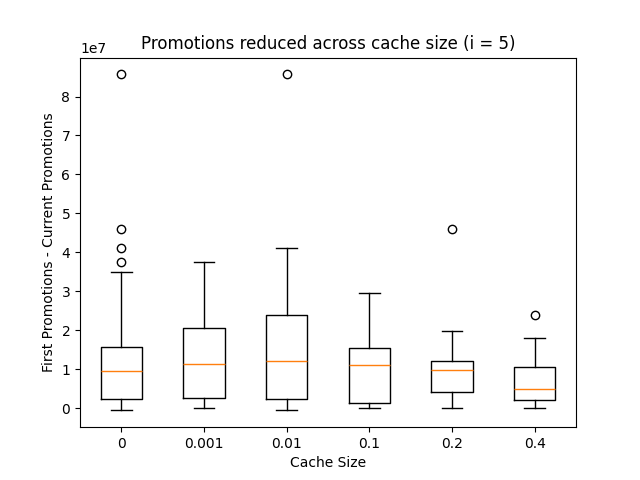 Promotions reduced across cache size (i = 5)
1e7
First Promotions - Current Promotions
8
7
6
5
4
3
2
1
0
0 0.001 0.01 0.1 0.2 0.4
Cache Size